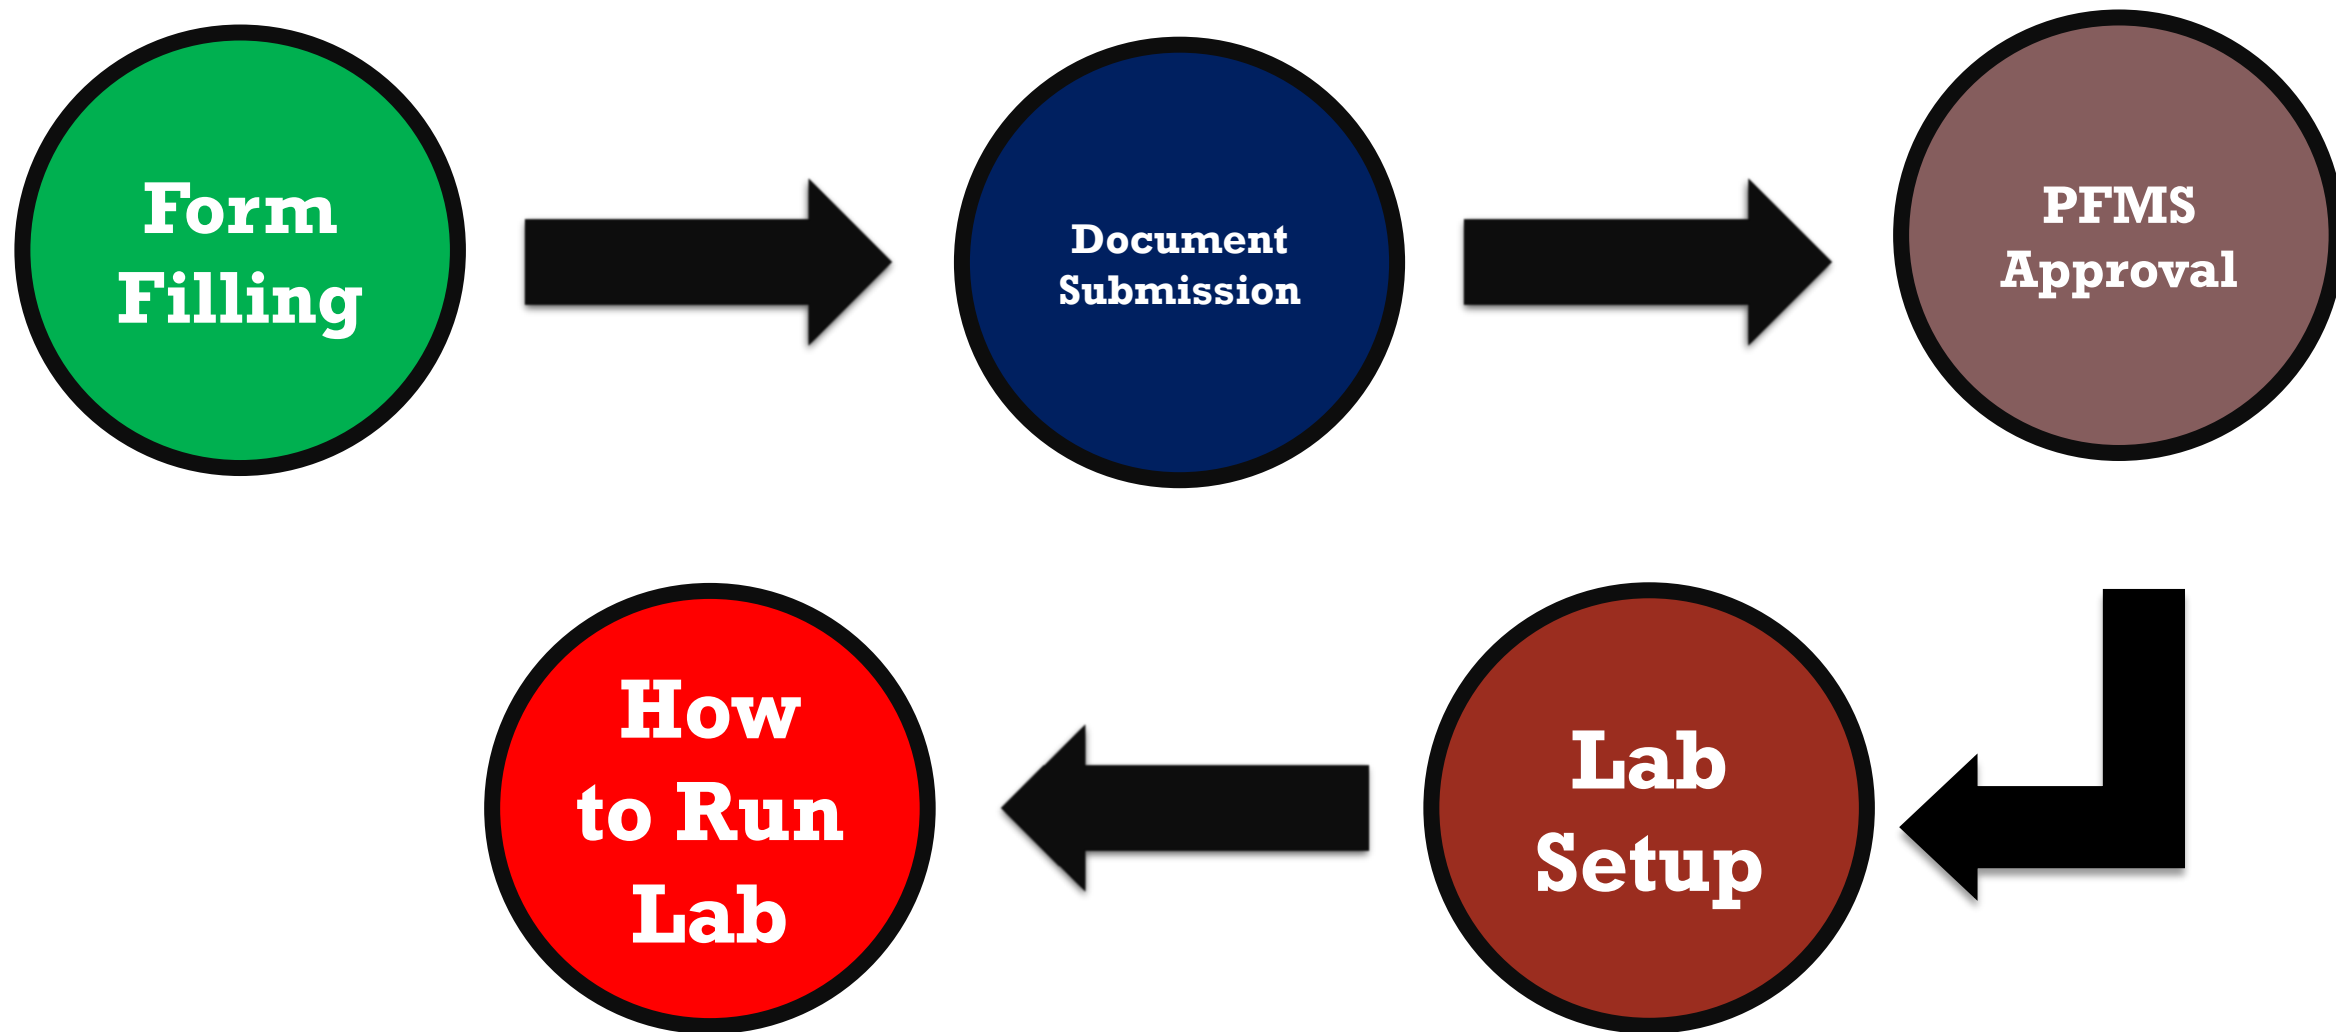 Form
Filling
Document
Submission
PFMS
Approval
Lab
Setup
How
to Run
Lab